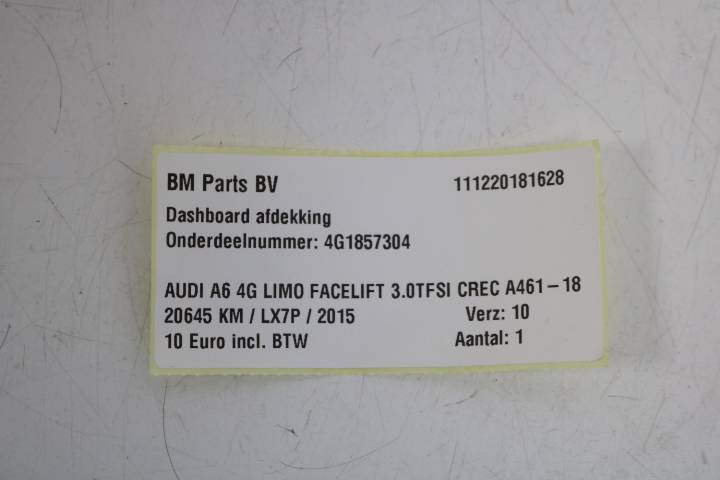 BM Parts BV 111220181628
Dashboard afdekking
Onderdeelnummer: 4G1857304
AUDI A6 4G LIMO FACELIFT 3.0TFSI CREC A461-18
20645 KM / LX7P / 2015 Verz: 10
10 Euro incl. BTW Aantal: 1